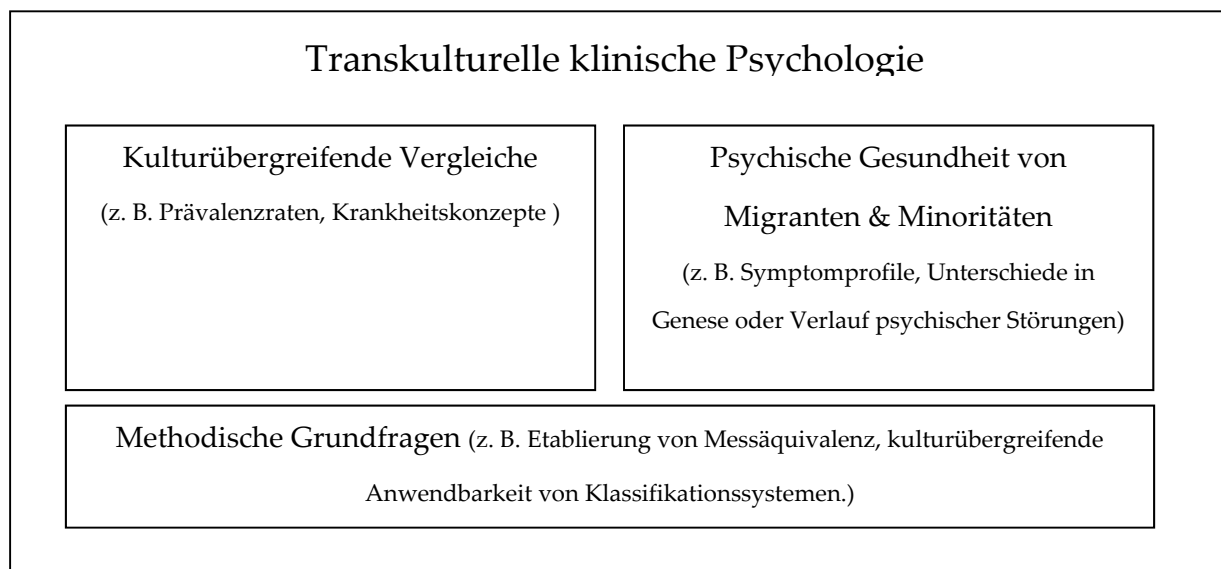 Transkulturelle klinische Psychologie
Kulturübergreifende Vergleiche
(z. B. Prävalenzraten, Krankheitskonzepte )
Psychische Gesundheit von
Migranten & Minoritäten
(z. B. Symptomprofile, Unterschiede in
Genese oder Verlauf psychischer Störungen)
Methodische Grundfragen (z. B. Etablierung von Messäquivalenz, kulturübergreifende
Anwendbarkeit von Klassifikationssystemen.)